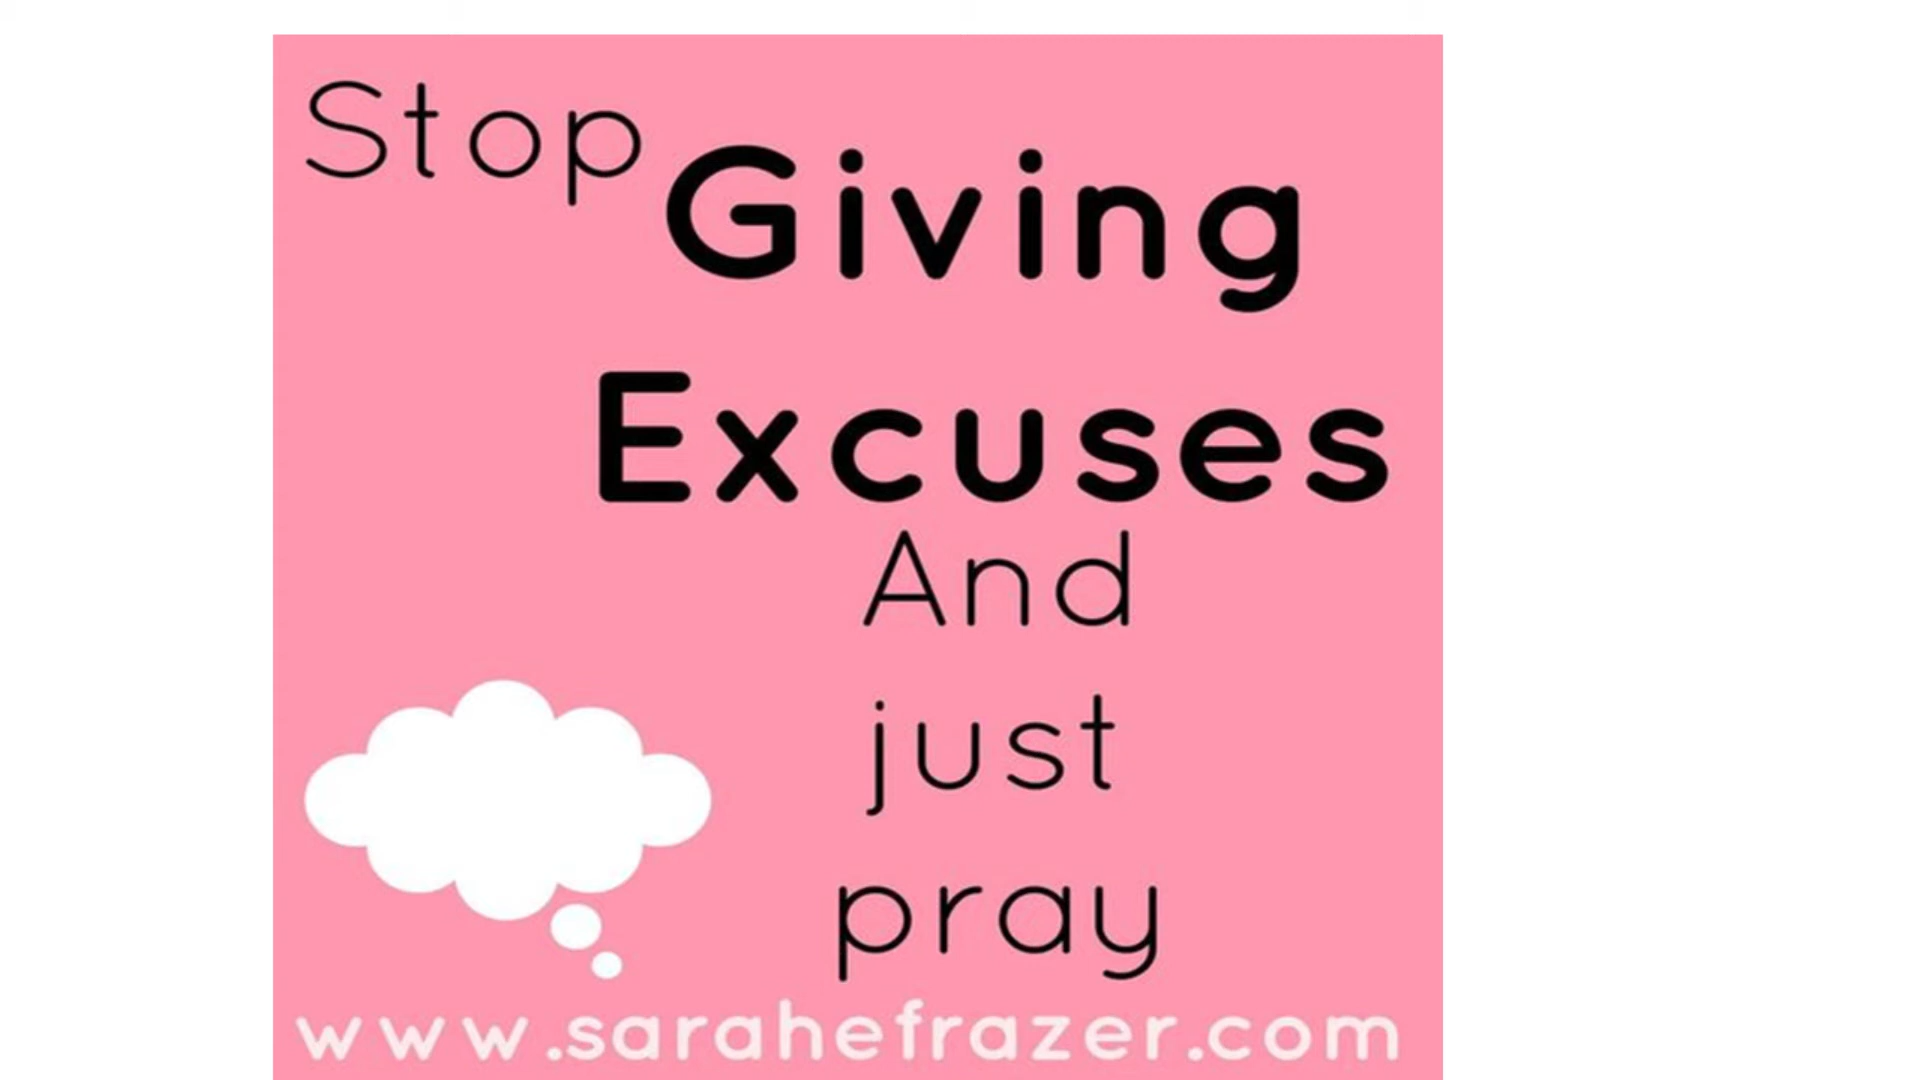 Stop
Giving
Excuses
And
just
pray
www.sarahefrazer.com